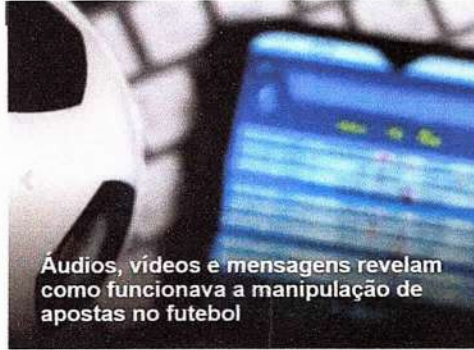 Áudios, vídeos e mensagens revelam
como funcionava a manipulação de
apostas no futebol